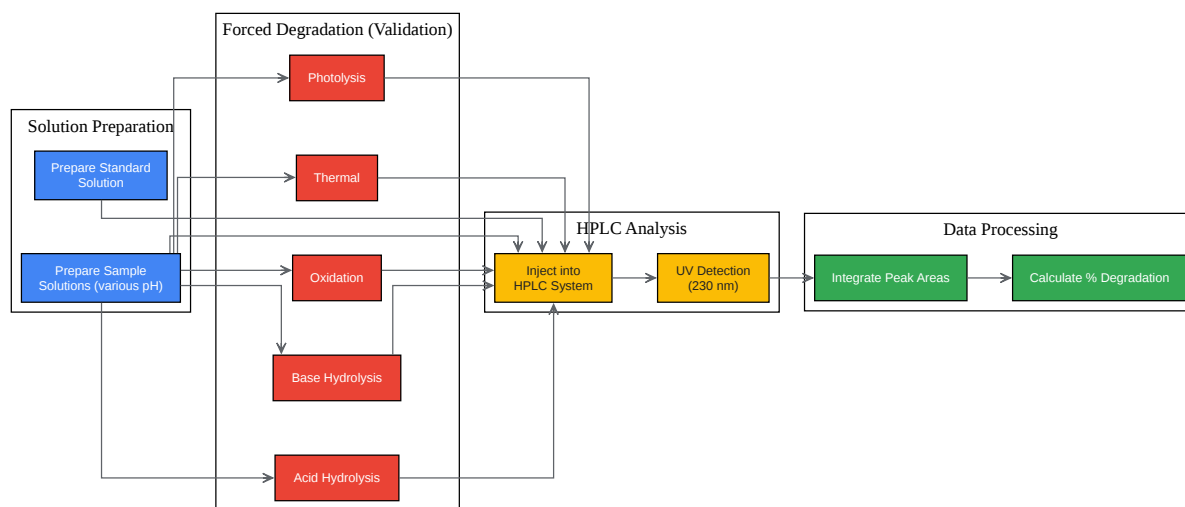 Solution Preparation
Prepare Standard
Solution
Prepare Sample
Solutions (various pH)
Forced Degradation (Validation)
Photolysis
Thermal
Oxidation
Base Hydrolysis
Acid Hydrolysis
HPLC Analysis
Inject into
HPLC System
UV Detection
(230 nm)
Data Processing
Integrate Peak Areas
Calculate % Degradation